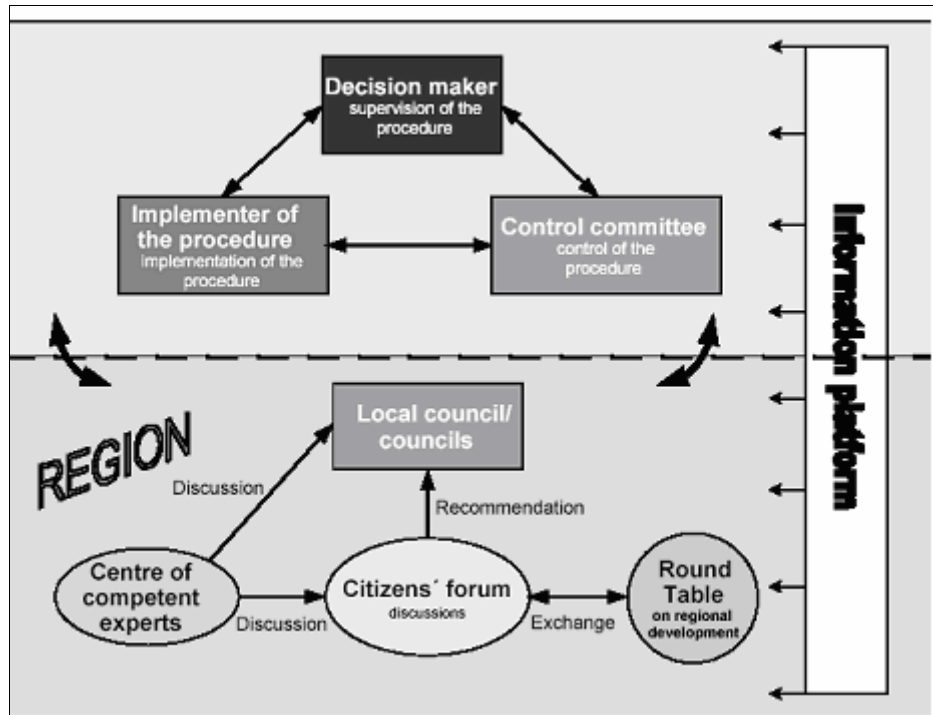 Decision maker
supervision of the
procedure
Implementer of
the procedure
implementation of the
procedure
Control committee
control of the
procedure
Information platform
REGION
Local council/
councils
Discussion
Recommendation
Centre of
competent
experts
Discussion
Citizens´ forum
discussions
Exchange
Round
Table
on regional
development